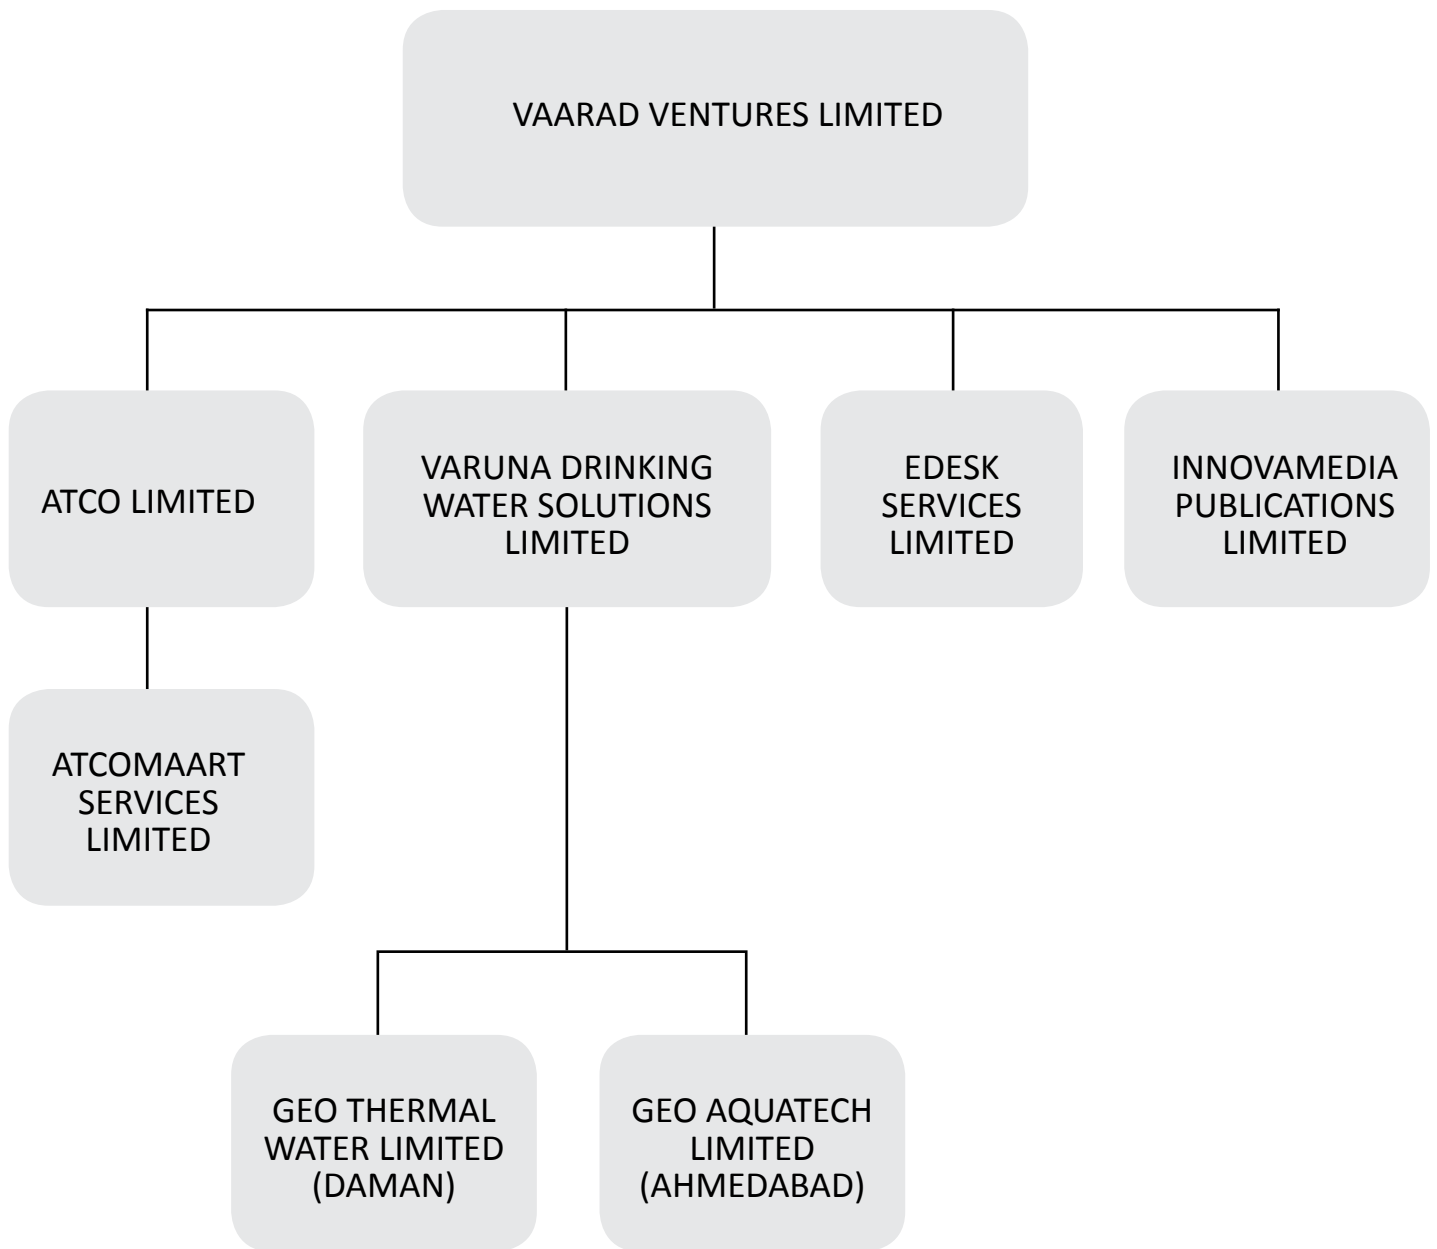 VAARAD VENTURES LIMITED
ATCO LIMITED
VARUNA DRINKING
WATER SOLUTIONS
LIMITED
EDESK
SERVICES
LIMITED
INNOVAMEDIA
PUBLICATIONS
LIMITED
ATCOMAART
SERVICES
LIMITED
GEO THERMAL
WATER LIMITED
(DAMAN)
GEO AQUATECH
LIMITED
(AHMEDABAD)